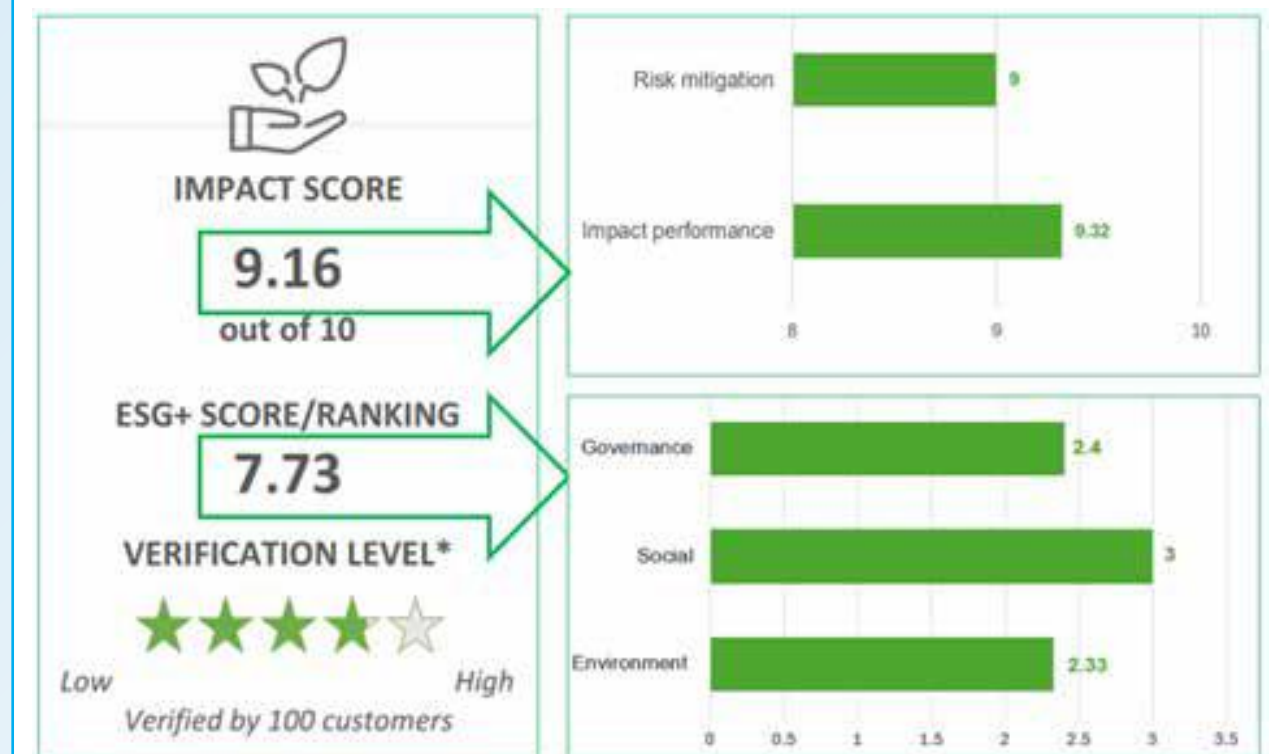 IMPACT SCORE
9.16
out of 10
ESG+ SCORE/RANKING
7.73
VERIFICATION LEVEL*
Low
High
Verified by 100 customers
Risk mitigation
9
Impact performance
9.32
8 9 10
Governance
2.4
Social
3
Environment
2.33
0 0.5 1 1.5 2 2.5 3 3.5